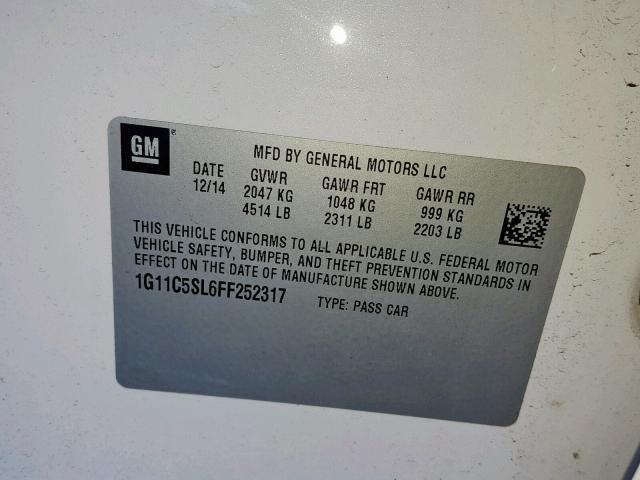 GM ®
MFD BY GENERAL MOTORS LLC
DATE GVWR GAWR FRT GAWR RR
12/14 2047 KG 1048 KG 999 KG
4514 LB 2311 LB 2203 LB
THIS VEHICLE CONFORMS TO ALL APPLICABLE U.S. FEDERAL MOTOR
VEHICLE SAFETY, BUMPER, AND THEFT PREVENTION STANDARDS IN
EFFECT ON THE DATE OF MANUFACTURE SHOWN ABOVE.
1G11C5SL6FF252317 TYPE: PASS CAR